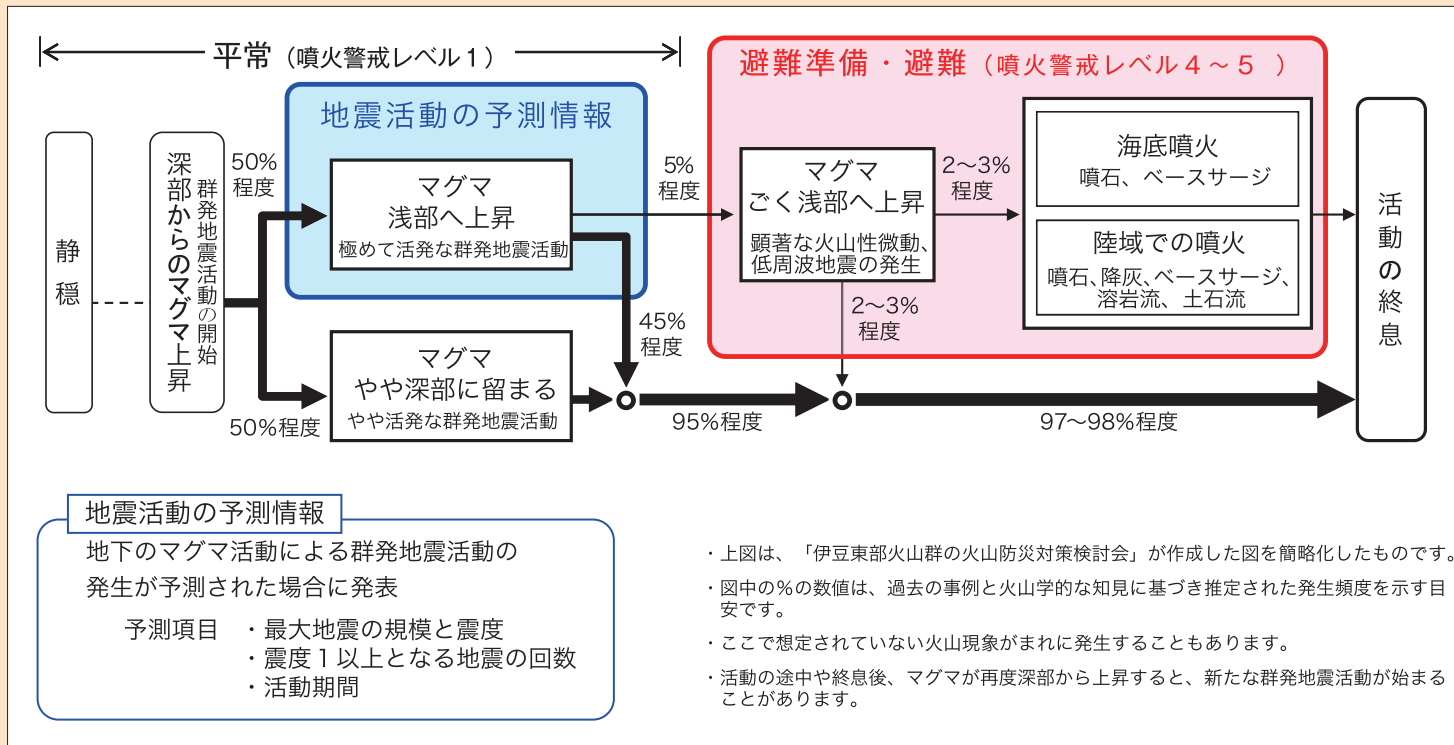 平常（噴火警戒レベル１）
避難準備・避難（噴火警戒レベル４～５ ）
地震活動の予測情報
静穏
深部からのマグマ上昇
群発地震活動の開始
50%
程度
マグマ
浅部へ上昇
極めて活発な群発地震活動
5%
程度
マグマ
ごく浅部へ上昇
顕著な火山性微動、
低周波地震の発生
2～3%
程度
海底噴火
噴石、ベースサージ
陸域での噴火
噴石、降灰、ベースサージ、
溶岩流、土石流
活動の終息
50%程度
マグマ
やや深部に留まる
やや活発な群発地震活動
45%
程度
2～3%
程度
95%程度
97～98%程度
地震活動の予測情報
地下のマグマ活動による群発地震活動の
発生が予測された場合に発表
予測項目 ・最大地震の規模と震度
・震度１以上となる地震の回数
・活動期間
・上図は、「伊豆東部火山群の火山防災対策検討会」が作成した図を簡略化したものです。
・図中の％の数値は、過去の事例と火山学的な知見に基づき推定された発生頻度を示す目
安です。
・ここで想定されていない火山現象がまれに発生することもあります。
・活動の途中や終息後、マグマが再度深部から上昇すると、新たな群発地震活動が始まる
ことがあります。